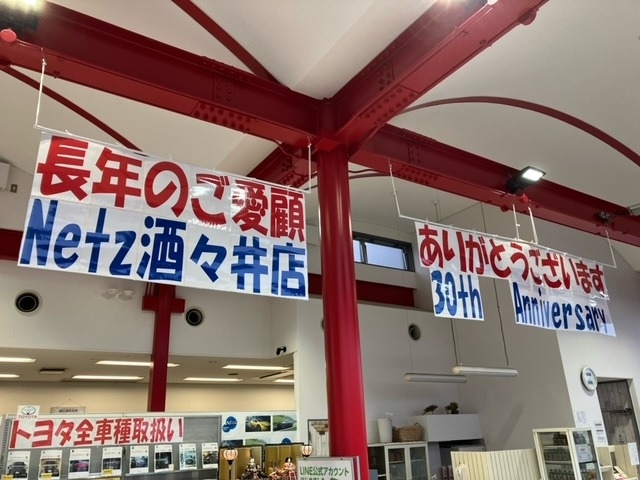 長年のご愛顧
Netz酒々井店
ありがとうございます
30th Anniversary
TOYOTA
トヨタ全車種取扱い
LINE公式アカウント